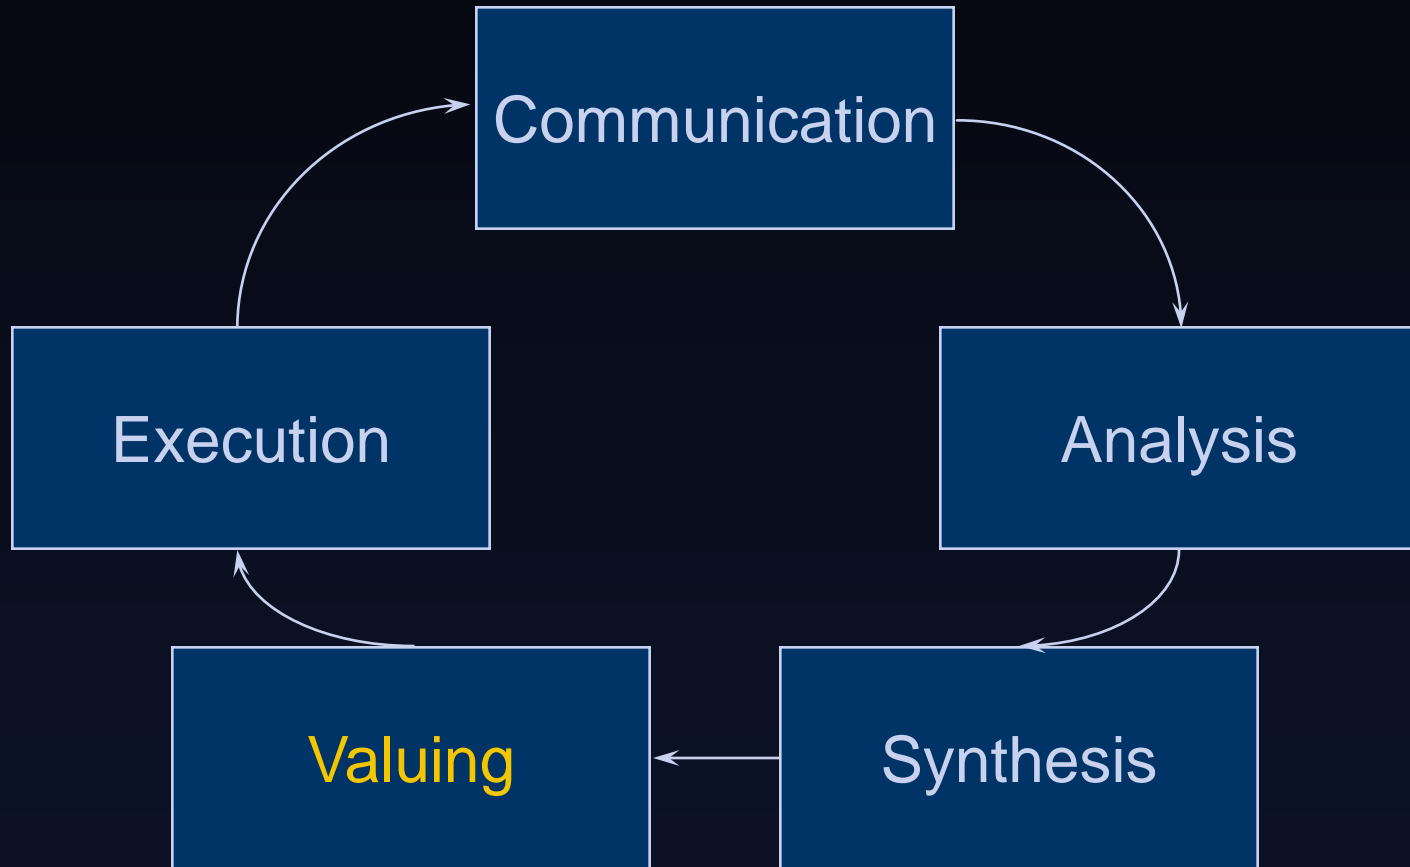 Communication
Execution
Analysis
Valuing
Synthesis